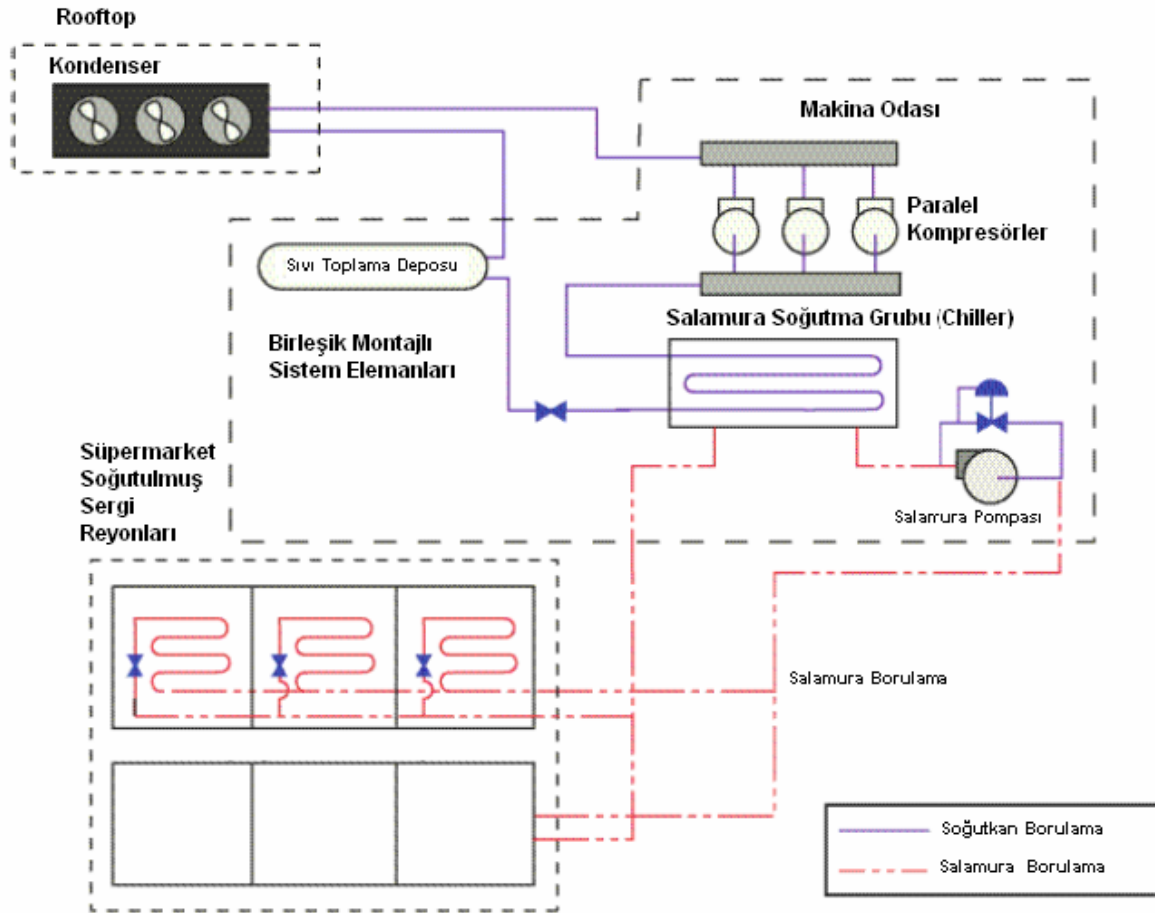 Rooftop
Kondenser
Makina Odası
Paralel
Kompresörler
Sıvı Toplama Deposu
Salamura Soğutma Grubu (Chiller)
Birleşik Montajlı
Sistem Elemanları
Süpermarket
Soğutulmuş
Sergi
Reyonları
Salamura Pompası
Salamura Borulama
Soğutkan Borulama
Salamura Borulama